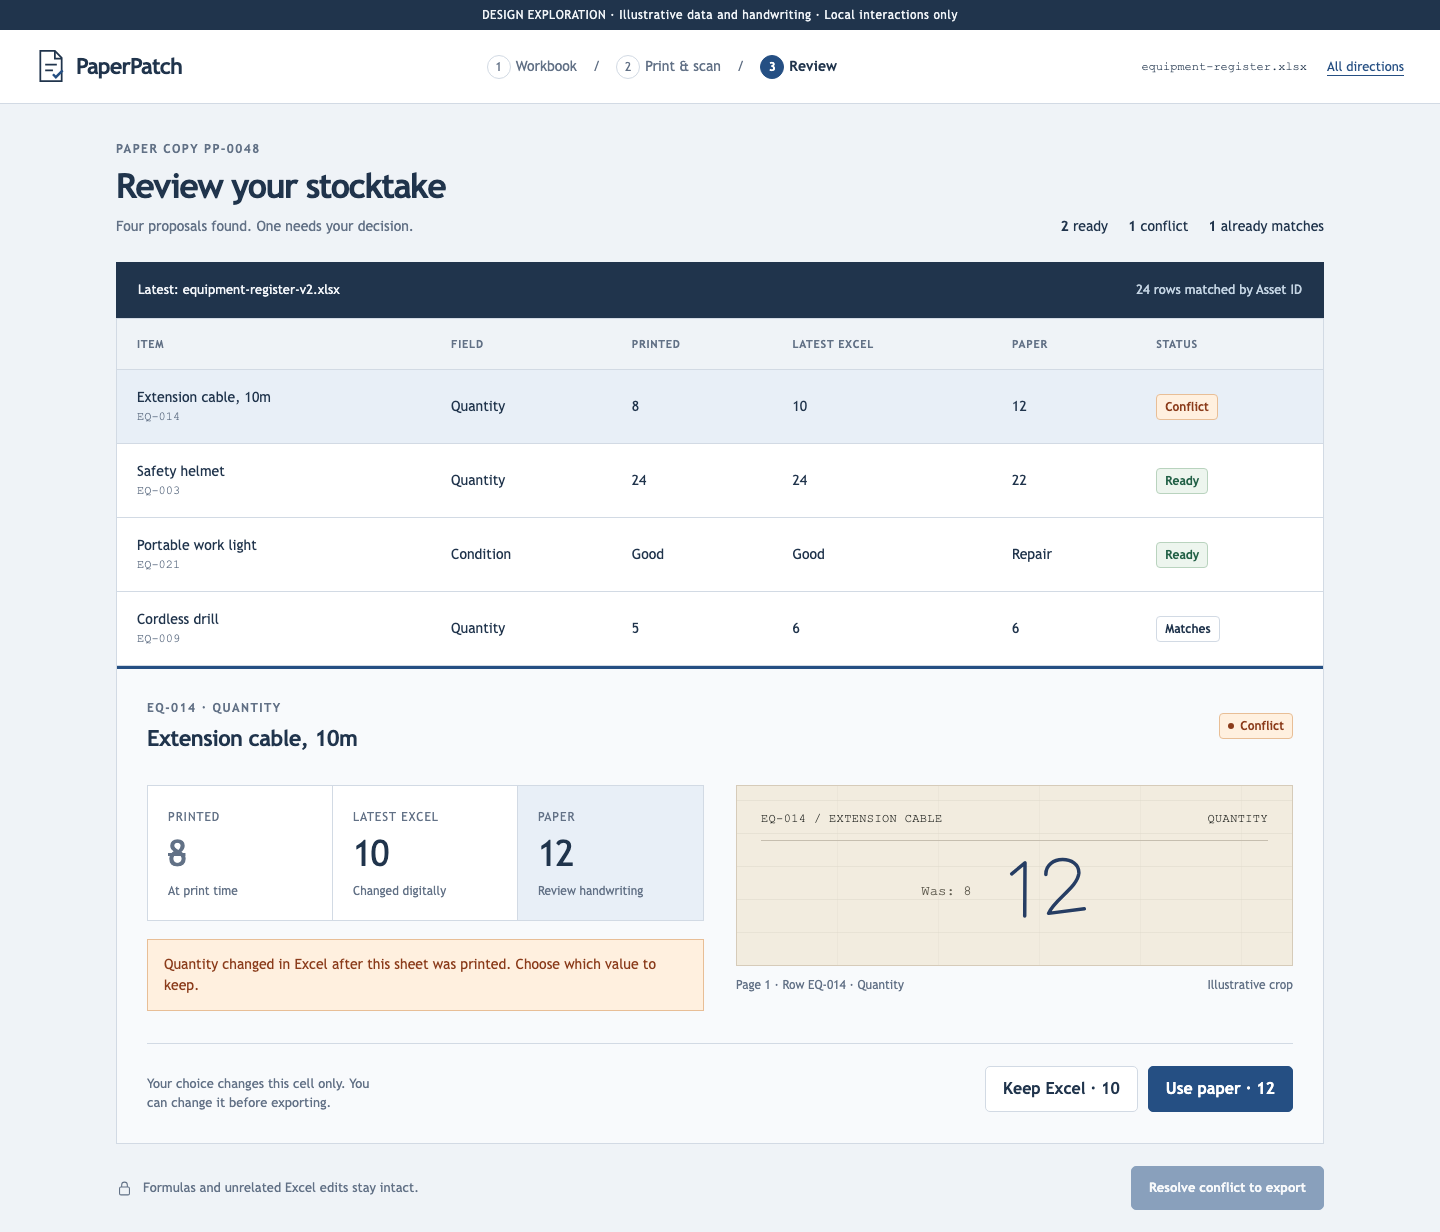 DESIGN EXPLORATION · Illustrative data and handwriting · Local interactions only
PaperPatch
1 Workbook / 2 Print & scan / 3 Review
equipment-register.xlsx All directions
PAPER COPY PP-0048
Review your stocktake
Four proposals found. One needs your decision.
2 ready 1 conflict 1 already matches
Latest: equipment-register-v2.xlsx 24 rows matched by Asset ID
ITEM FIELD PRINTED LATEST EXCEL PAPER STATUS
Extension cable, 10m
EQ-014
Quantity 8 10 12 Conflict
Safety helmet
EQ-003
Quantity 24 24 22 Ready
Portable work light
EQ-021
Condition Good Good Repair Ready
Cordless drill
EQ-009
Quantity 5 6 6 Matches
EQ-014 · QUANTITY
Extension cable, 10m
Conflict
PRINTED
8
At print time
LATEST EXCEL
10
Changed digitally
PAPER
12
Review handwriting
Quantity changed in Excel after this sheet was printed. Choose which value to
keep.
EQ-014 / EXTENSION CABLE QUANTITY
Was: 8 12
Page 1 · Row EQ-014 · Quantity Illustrative crop
Your choice changes this cell only. You
can change it before exporting.
Keep Excel · 10 Use paper · 12
Formulas and unrelated Excel edits stay intact.
Resolve conflict to export